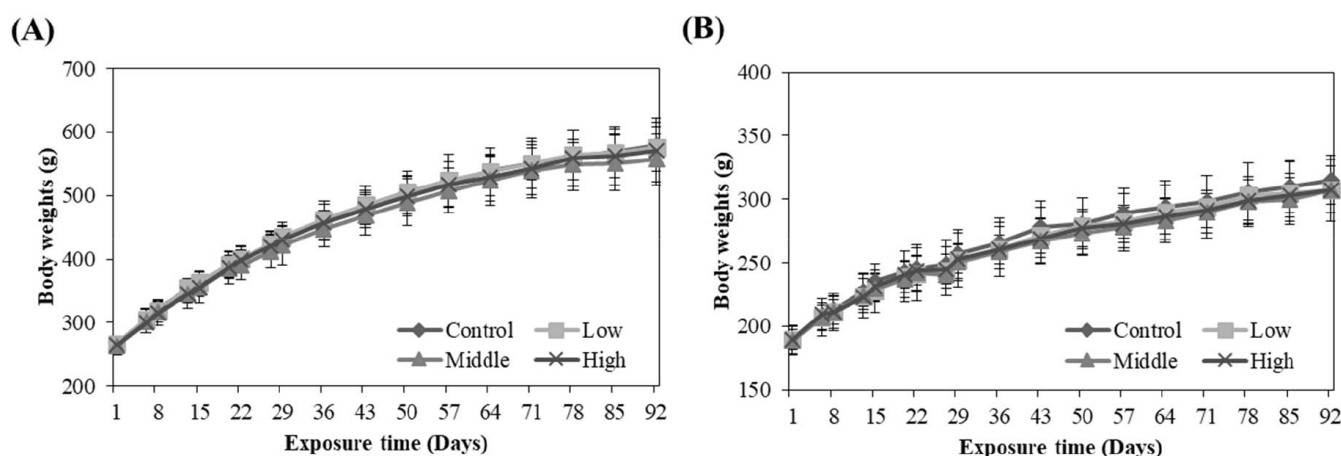 (A)
700
600
500
400
300
200
Body weights (g)
Control
Low
Middle
High
1 8 15 22 29 36 43 50 57 64 71 78 85 92
Exposure time (Days)
(B)
400
350
300
250
200
150
Body weights (g)
Control
Low
Middle
High
1 8 15 22 29 36 43 50 57 64 71 78 85 92
Exposure time (Days)